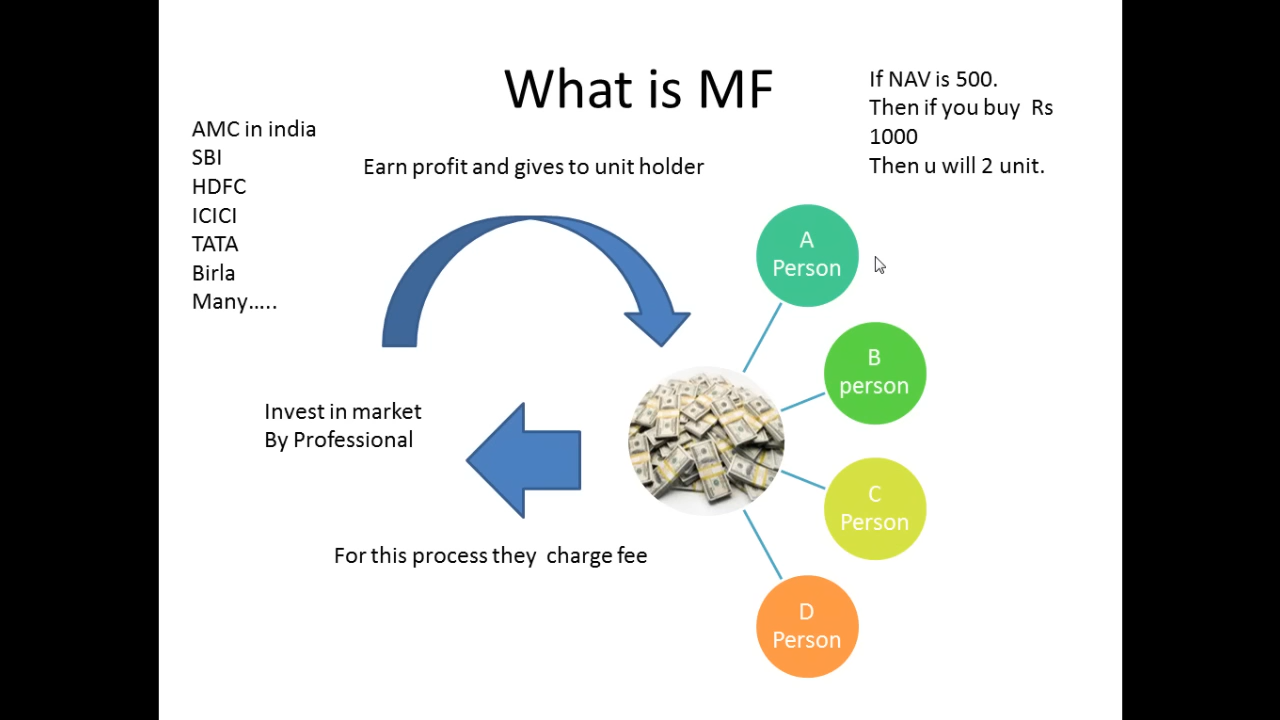 What is MF
If NAV is 500.
Then if you buy  Rs
1000
Then u will 2 unit.
AMC in india
SBI
HDFC
ICICI
TATA
Birla
Many…..
Earn profit and gives to unit holder
A
Person
B
person
C
Person
D
Person
Invest in market
By Professional
For this process they  charge fee